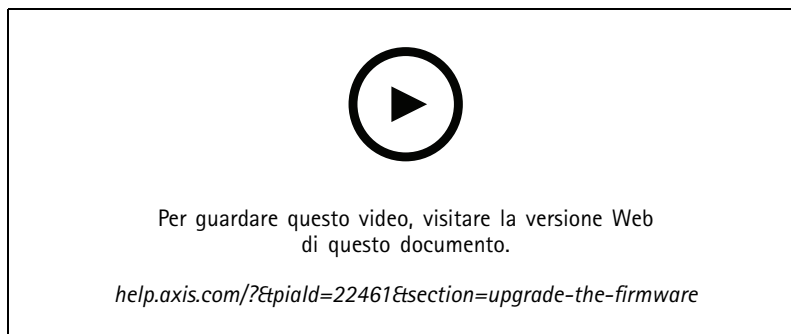 Per guardare questo video, visitare la versione Web
di questo documento.
help.axis.com/?&piaId=22461&section=upgrade-the-firmware